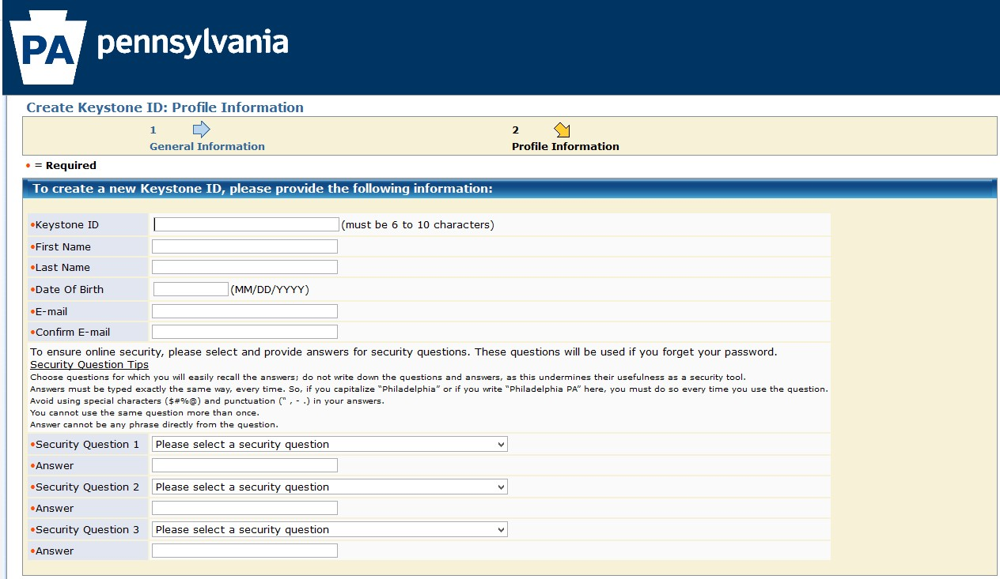 PA pennsylvania
Create Keystone ID: Profile Information
1
General Information
2
Profile Information
• = Required
To create a new Keystone ID, please provide the following information:
•Keystone ID (must be 6 to 10 characters)
•First Name
•Last Name
•Date Of Birth (MM/DD/YYYY)
•E-mail
•Confirm E-mail
To ensure online security, please select and provide answers for security questions. These questions will be used if you forget your password.
Security Question Tips
Choose questions for which you will easily recall the answers; do not write down the questions and answers, as this undermines their usefulness as a security tool.
Answers must be typed exactly the same way, every time. So, if you capitalize “Philadelphia” or if you write “Philadelphia PA” here, you must do so every time you use the question.
Avoid using special characters ($#%@) and punctuation (“ , - .) in your answers.
You cannot use the same question more than once.
Answer cannot be any phrase directly from the question.
•Security Question 1 Please select a security question
•Answer
•Security Question 2 Please select a security question
•Answer
•Security Question 3 Please select a security question
•Answer